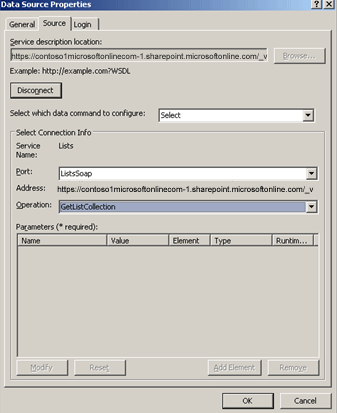 Data Source Properties
General
Source
Login
Service description location:
https://contoso1microsoftonlinecom-1.sharepoint.microsoftonline.com/_v
Browse...
Example: http://example.com?WSDL
Disconnect
Select which data command to configure:
Select
Select Connection Info
Service Name:
Lists
Port:
ListsSoap
Address:
https://contoso1microsoftonlinecom-1.sharepoint.microsoftonline.com/_v
Operation:
GetListCollection
Parameters (* required):
Name
Value
Element
Type
Runtim...
Modify
Reset
Add Element
Remove
OK
Cancel